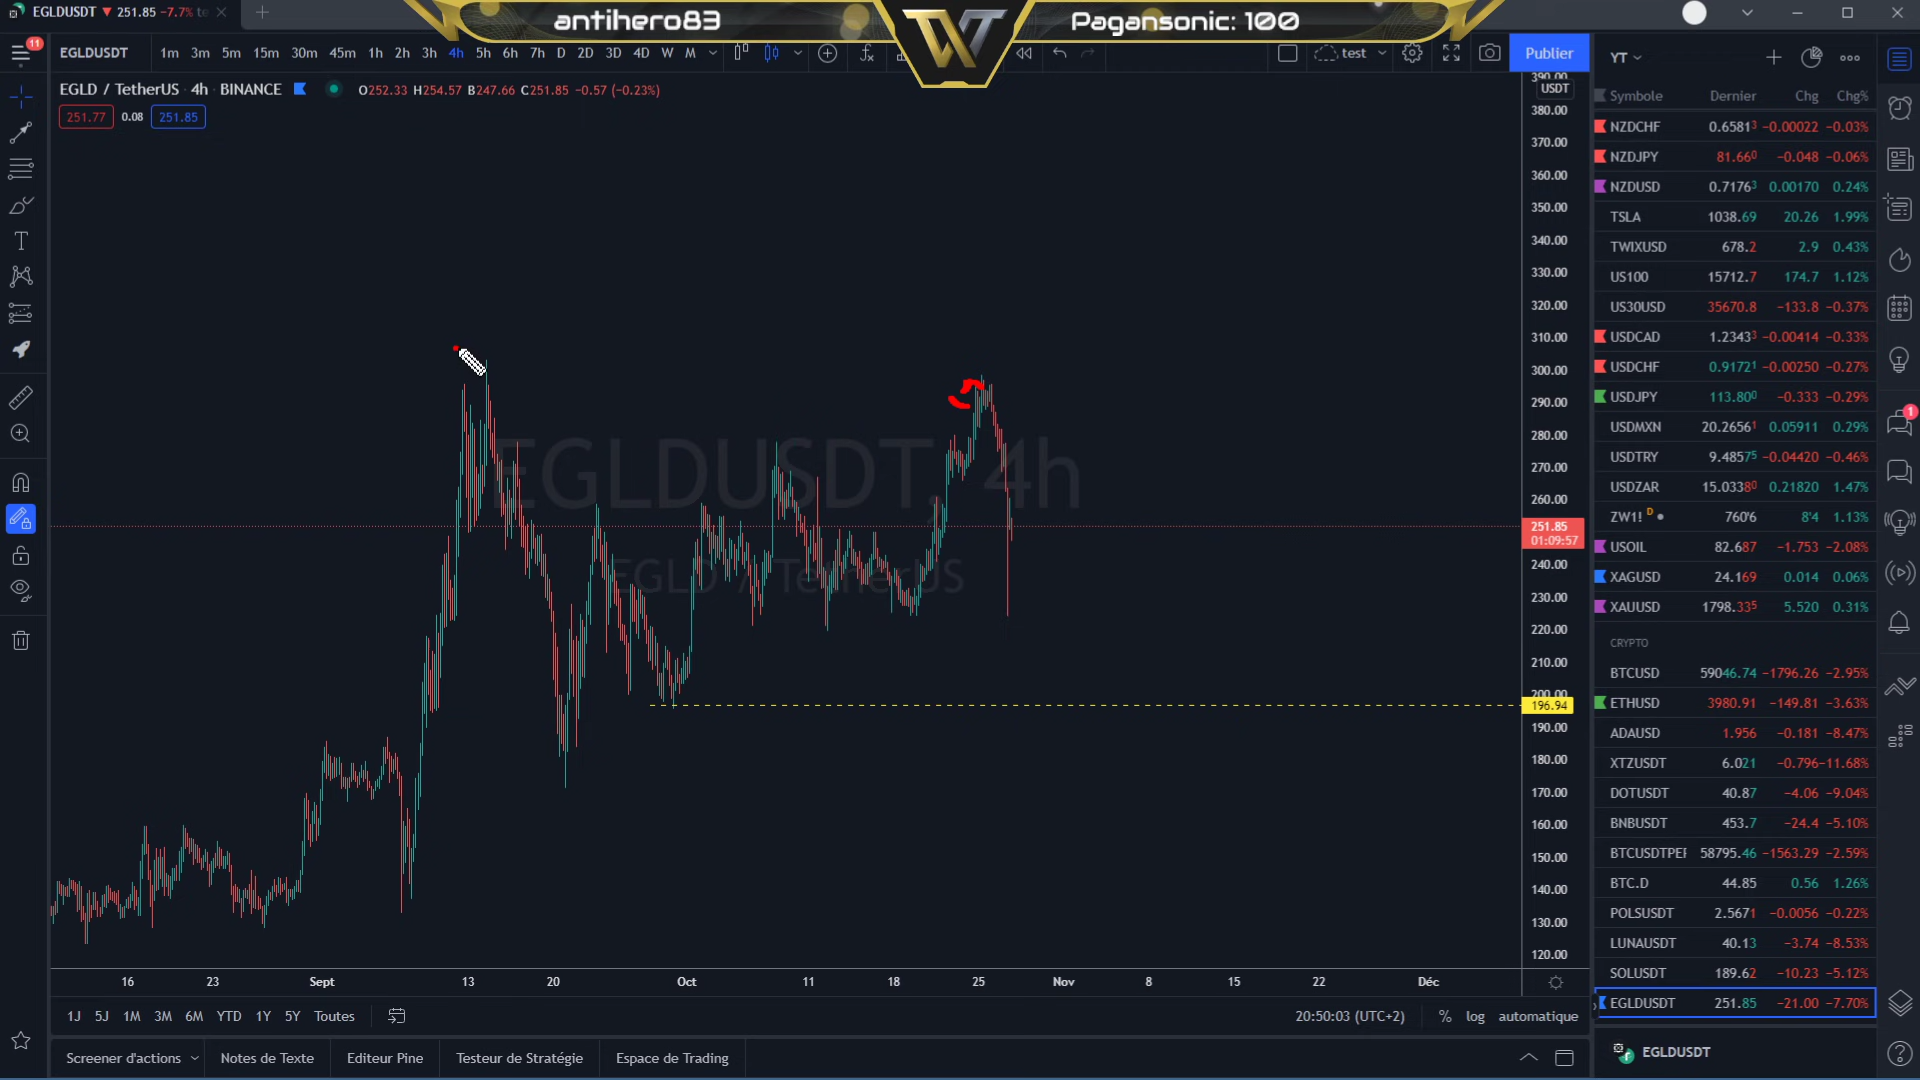 EGLDUSDT ▼ 251.85 −7.7%
antihero83
Pagansonic: 100
11
EGLDUSDT 1m 3m 5m 15m 30m 45m 1h 2h 3h 4h 5h 6h 7h D 2D 3D 4D W M
test
Publier
YT
EGLD / TetherUS · 4h · BINANCE O252.33 H254.57 B247.66 C251.85 −0.57 (−0.23%)
251.77 0.08 251.85
EGLDUSDT, 4h
EGLD / TetherUS
390.00
USDT
380.00
370.00
360.00
350.00
340.00
330.00
320.00
310.00
300.00
290.00
280.00
270.00
260.00
251.85
01:09:57
240.00
230.00
220.00
210.00
200.00
196.94
190.00
180.00
170.00
160.00
150.00
140.00
130.00
120.00
16 23 Sept 13 20 Oct 11 18 25 Nov 8 15 22 Déc
1J 5J 1M 3M 6M YTD 1Y 5Y Toutes
20:50:03 (UTC+2) % log automatique
Screener d'actions Notes de Texte Editeur Pine Testeur de Stratégie Espace de Trading
Symbole Dernier Chg Chg%
NZDCHF 0.65813 −0.00022 −0.03%
NZDJPY 81.660 −0.048 −0.06%
NZDUSD 0.71763 0.00170 0.24%
TSLA 1038.69 20.26 1.99%
TWIXUSD 678.2 2.9 0.43%
US100 15712.7 174.7 1.12%
US30USD 35670.8 −133.8 −0.37%
USDCAD 1.23433 −0.00414 −0.33%
USDCHF 0.91721 −0.00250 −0.27%
USDJPY 113.800 −0.333 −0.29%
USDMXN 20.26561 0.05911 0.29%
USDTRY 9.48575 −0.04420 −0.46%
USDZAR 15.03380 0.21820 1.47%
ZW1! D 760'6 8'4 1.13%
USOIL 82.687 −1.753 −2.08%
XAGUSD 24.169 0.014 0.06%
XAUUSD 1798.335 5.520 0.31%
CRYPTO
BTCUSD 59046.74 −1796.26 −2.95%
ETHUSD 3980.91 −149.81 −3.63%
ADAUSD 1.956 −0.181 −8.47%
XTZUSDT 6.021 −0.796 −11.68%
DOTUSDT 40.87 −4.06 −9.04%
BNBUSDT 453.7 −24.4 −5.10%
BTCUSDTPER 58795.46 −1563.29 −2.59%
BTC.D 44.85 0.56 1.26%
POLSUSDT 2.5671 −0.0056 −0.22%
LUNAUSDT 40.13 −3.74 −8.53%
SOLUSDT 189.62 −10.23 −5.12%
EGLDUSDT 251.85 −21.00 −7.70%
EGLDUSDT
1